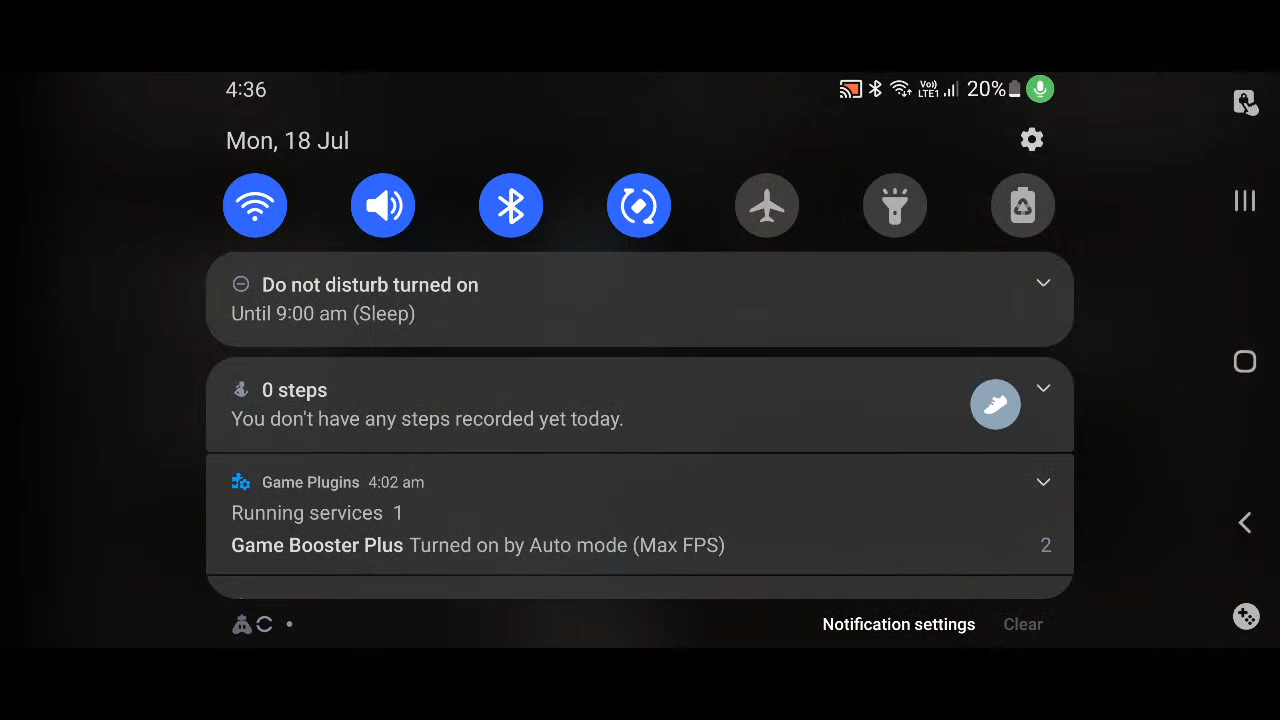 4:36
Vo)) LTE1 20%
Mon, 18 Jul
Do not disturb turned on
Until 9:00 am (Sleep)
0 steps
You don't have any steps recorded yet today.
Game Plugins 4:02 am
Running services 1
Game Booster Plus Turned on by Auto mode (Max FPS) 2
Notification settings Clear